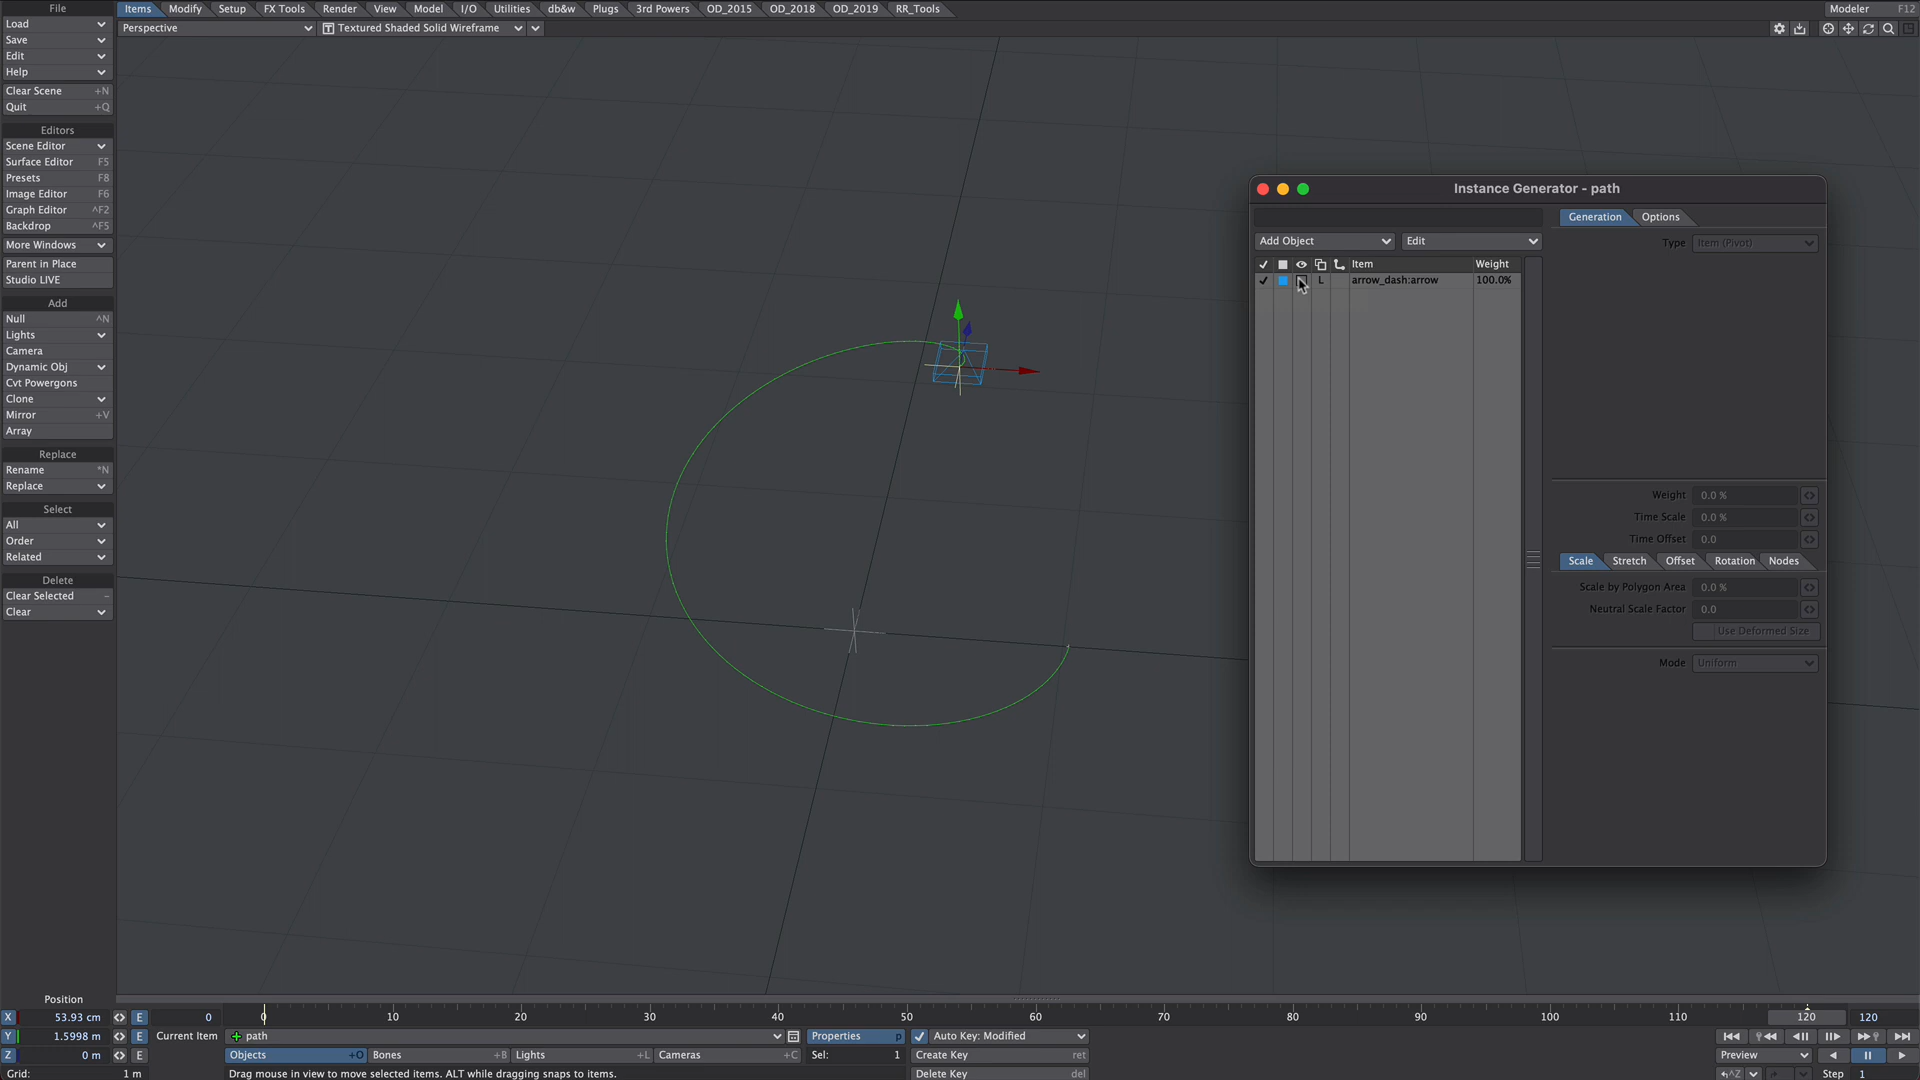 File
Items
Modify
Setup
FX Tools
Render
View
Model
I/O
Utilities
db&w
Plugs
3rd Powers
OD_2015
OD_2018
OD_2019
RR_Tools
Modeler F12
Load
Save
Edit
Help
Clear Scene +N
Quit +Q
Perspective
Textured Shaded Solid Wireframe
Editors
Scene Editor
Surface Editor F5
Presets F8
Image Editor F6
Graph Editor ^F2
Backdrop ^F5
More Windows
Parent in Place
Studio LIVE
Add
Null ^N
Lights
Camera
Dynamic Obj
Cvt Powergons
Clone
Mirror +V
Array
Replace
Rename *N
Replace
Select
All
Order
Related
Delete
Clear Selected –
Clear
Instance Generator - path
Add Object
Edit
Item
Weight
L arrow_dash:arrow 100.0%
Generation
Options
Type Item (Pivot)
Weight 0.0 %
Time Scale 0.0 %
Time Offset 0.0
Scale
Stretch
Offset
Rotation
Nodes
Scale by Polygon Area 0.0 %
Neutral Scale Factor 0.0
Use Deformed Size
Mode Uniform
Position
X 53.93 cm E
Y 1.5998 m E
Z 0 m E
Grid: 1 m
0 0 10 20 30 40 50 60 70 80 90 100 110 120 120
Current Item path
Properties p
Auto Key: Modified
Objects +O
Bones +B
Lights +L
Cameras +C
Sel: 1
Create Key ret
Delete Key del
Drag mouse in view to move selected items. ALT while dragging snaps to items.
Preview
^Z
Step 1